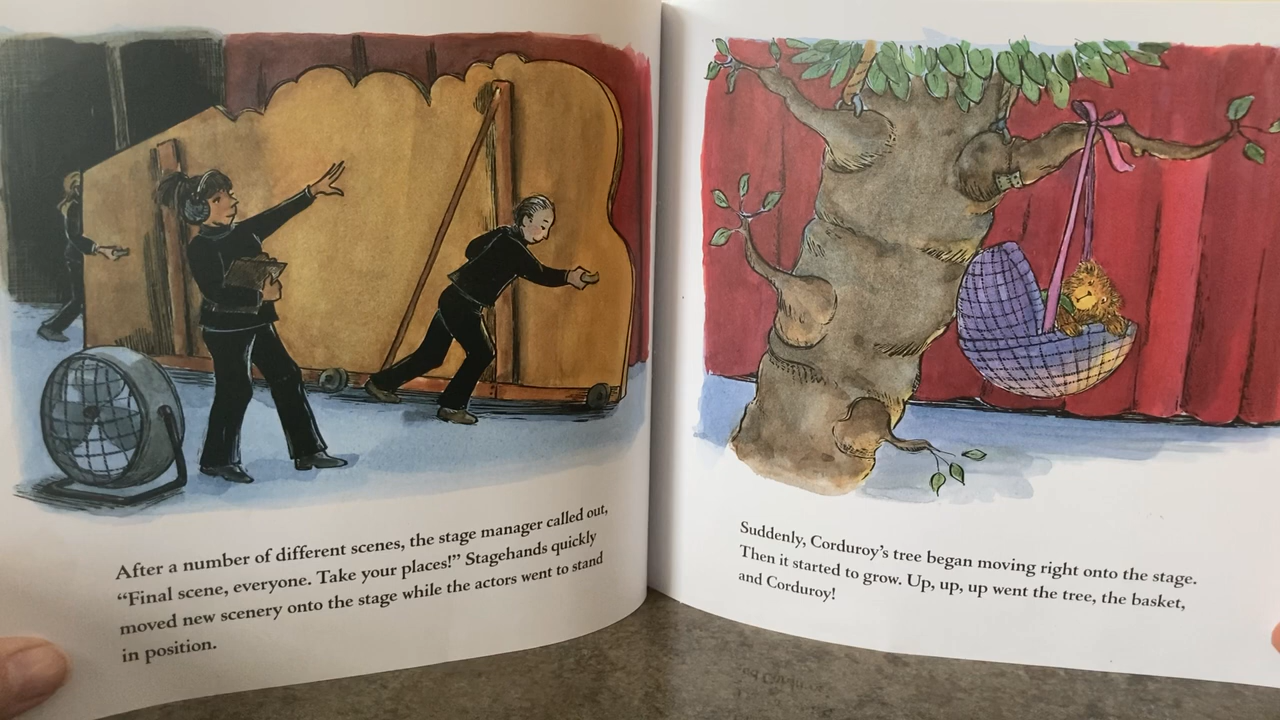 After a number of different scenes, the stage manager called out,
“Final scene, everyone. Take your places!” Stagehands quickly
moved new scenery onto the stage while the actors went to stand
in position.
Suddenly, Corduroy’s tree began moving right onto the stage.
Then it started to grow. Up, up, up went the tree, the basket,
and Corduroy!